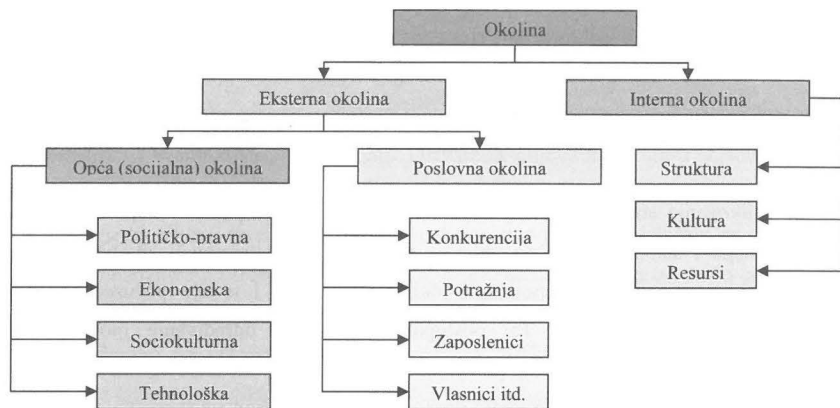 Okolina
Eksterna okolina
Interna okolina
Opća (socijalna) okolina
Poslovna okolina
Struktura
Političko-pravna
Konkurencija
Kultura
Ekonomska
Potražnja
Resursi
Sociokulturna
Zaposlenici
Tehnološka
Vlasnici itd.